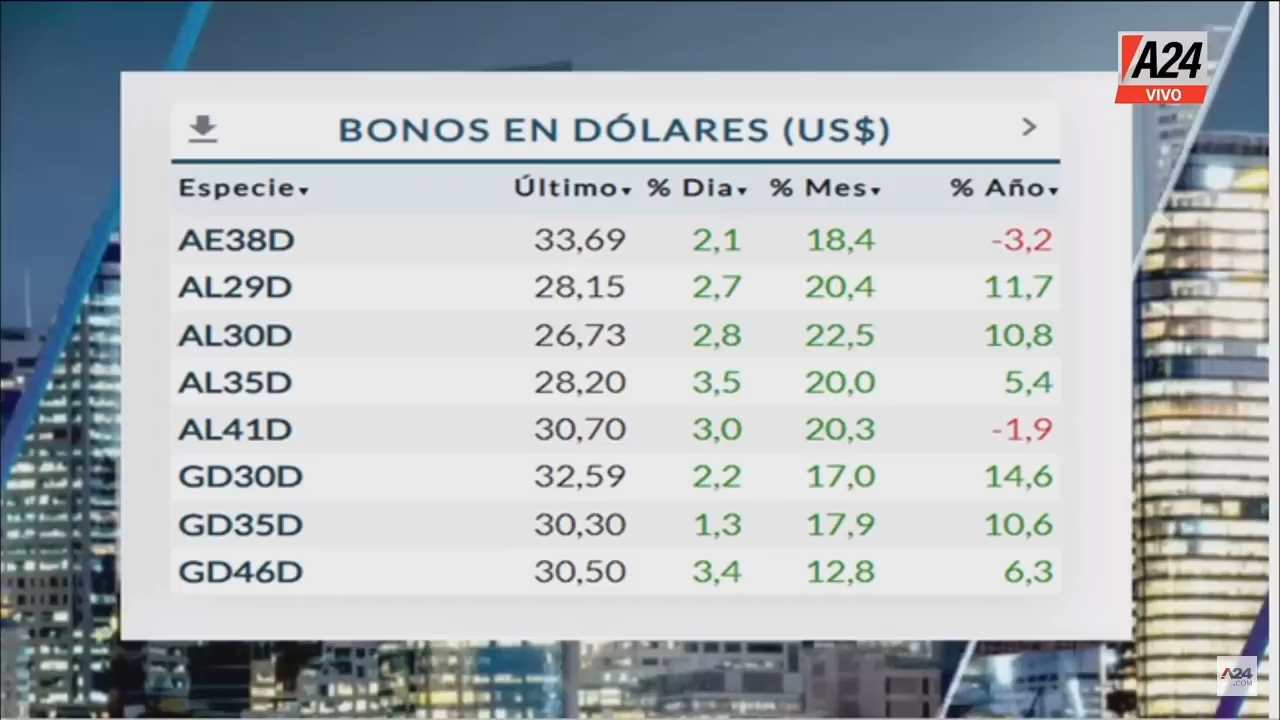 A24
VIVO
BONOS EN DÓLARES (US$)
Especie Último % Dia % Mes % Año
AE38D 33,69 2,1 18,4 -3,2
AL29D 28,15 2,7 20,4 11,7
AL30D 26,73 2,8 22,5 10,8
AL35D 28,20 3,5 20,0 5,4
AL41D 30,70 3,0 20,3 -1,9
GD30D 32,59 2,2 17,0 14,6
GD35D 30,30 1,3 17,9 10,6
GD46D 30,50 3,4 12,8 6,3
A24
.COM